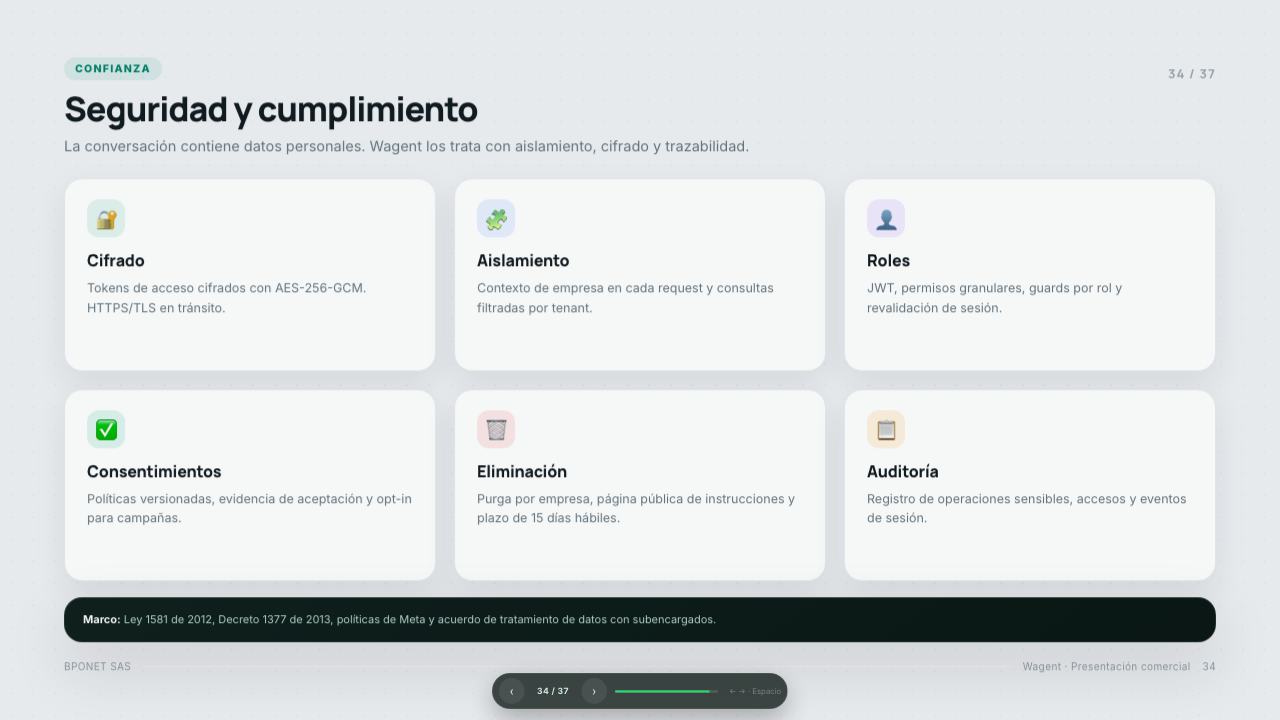 CONFIANZA
34 / 37
Seguridad y cumplimiento
La conversación contiene datos personales. Wagent los trata con aislamiento, cifrado y trazabilidad.
Cifrado
Tokens de acceso cifrados con AES-256-GCM.
HTTPS/TLS en tránsito.
Aislamiento
Contexto de empresa en cada request y consultas
filtradas por tenant.
Roles
JWT, permisos granulares, guards por rol y
revalidación de sesión.
Consentimientos
Políticas versionadas, evidencia de aceptación y opt-in
para campañas.
Eliminación
Purga por empresa, página pública de instrucciones y
plazo de 15 días hábiles.
Auditoría
Registro de operaciones sensibles, accesos y eventos
de sesión.
Marco: Ley 1581 de 2012, Decreto 1377 de 2013, políticas de Meta y acuerdo de tratamiento de datos con subencargados.
BPONET SAS
Wagent · Presentación comercial 34
‹ 34 / 37 › ← → · Espacio